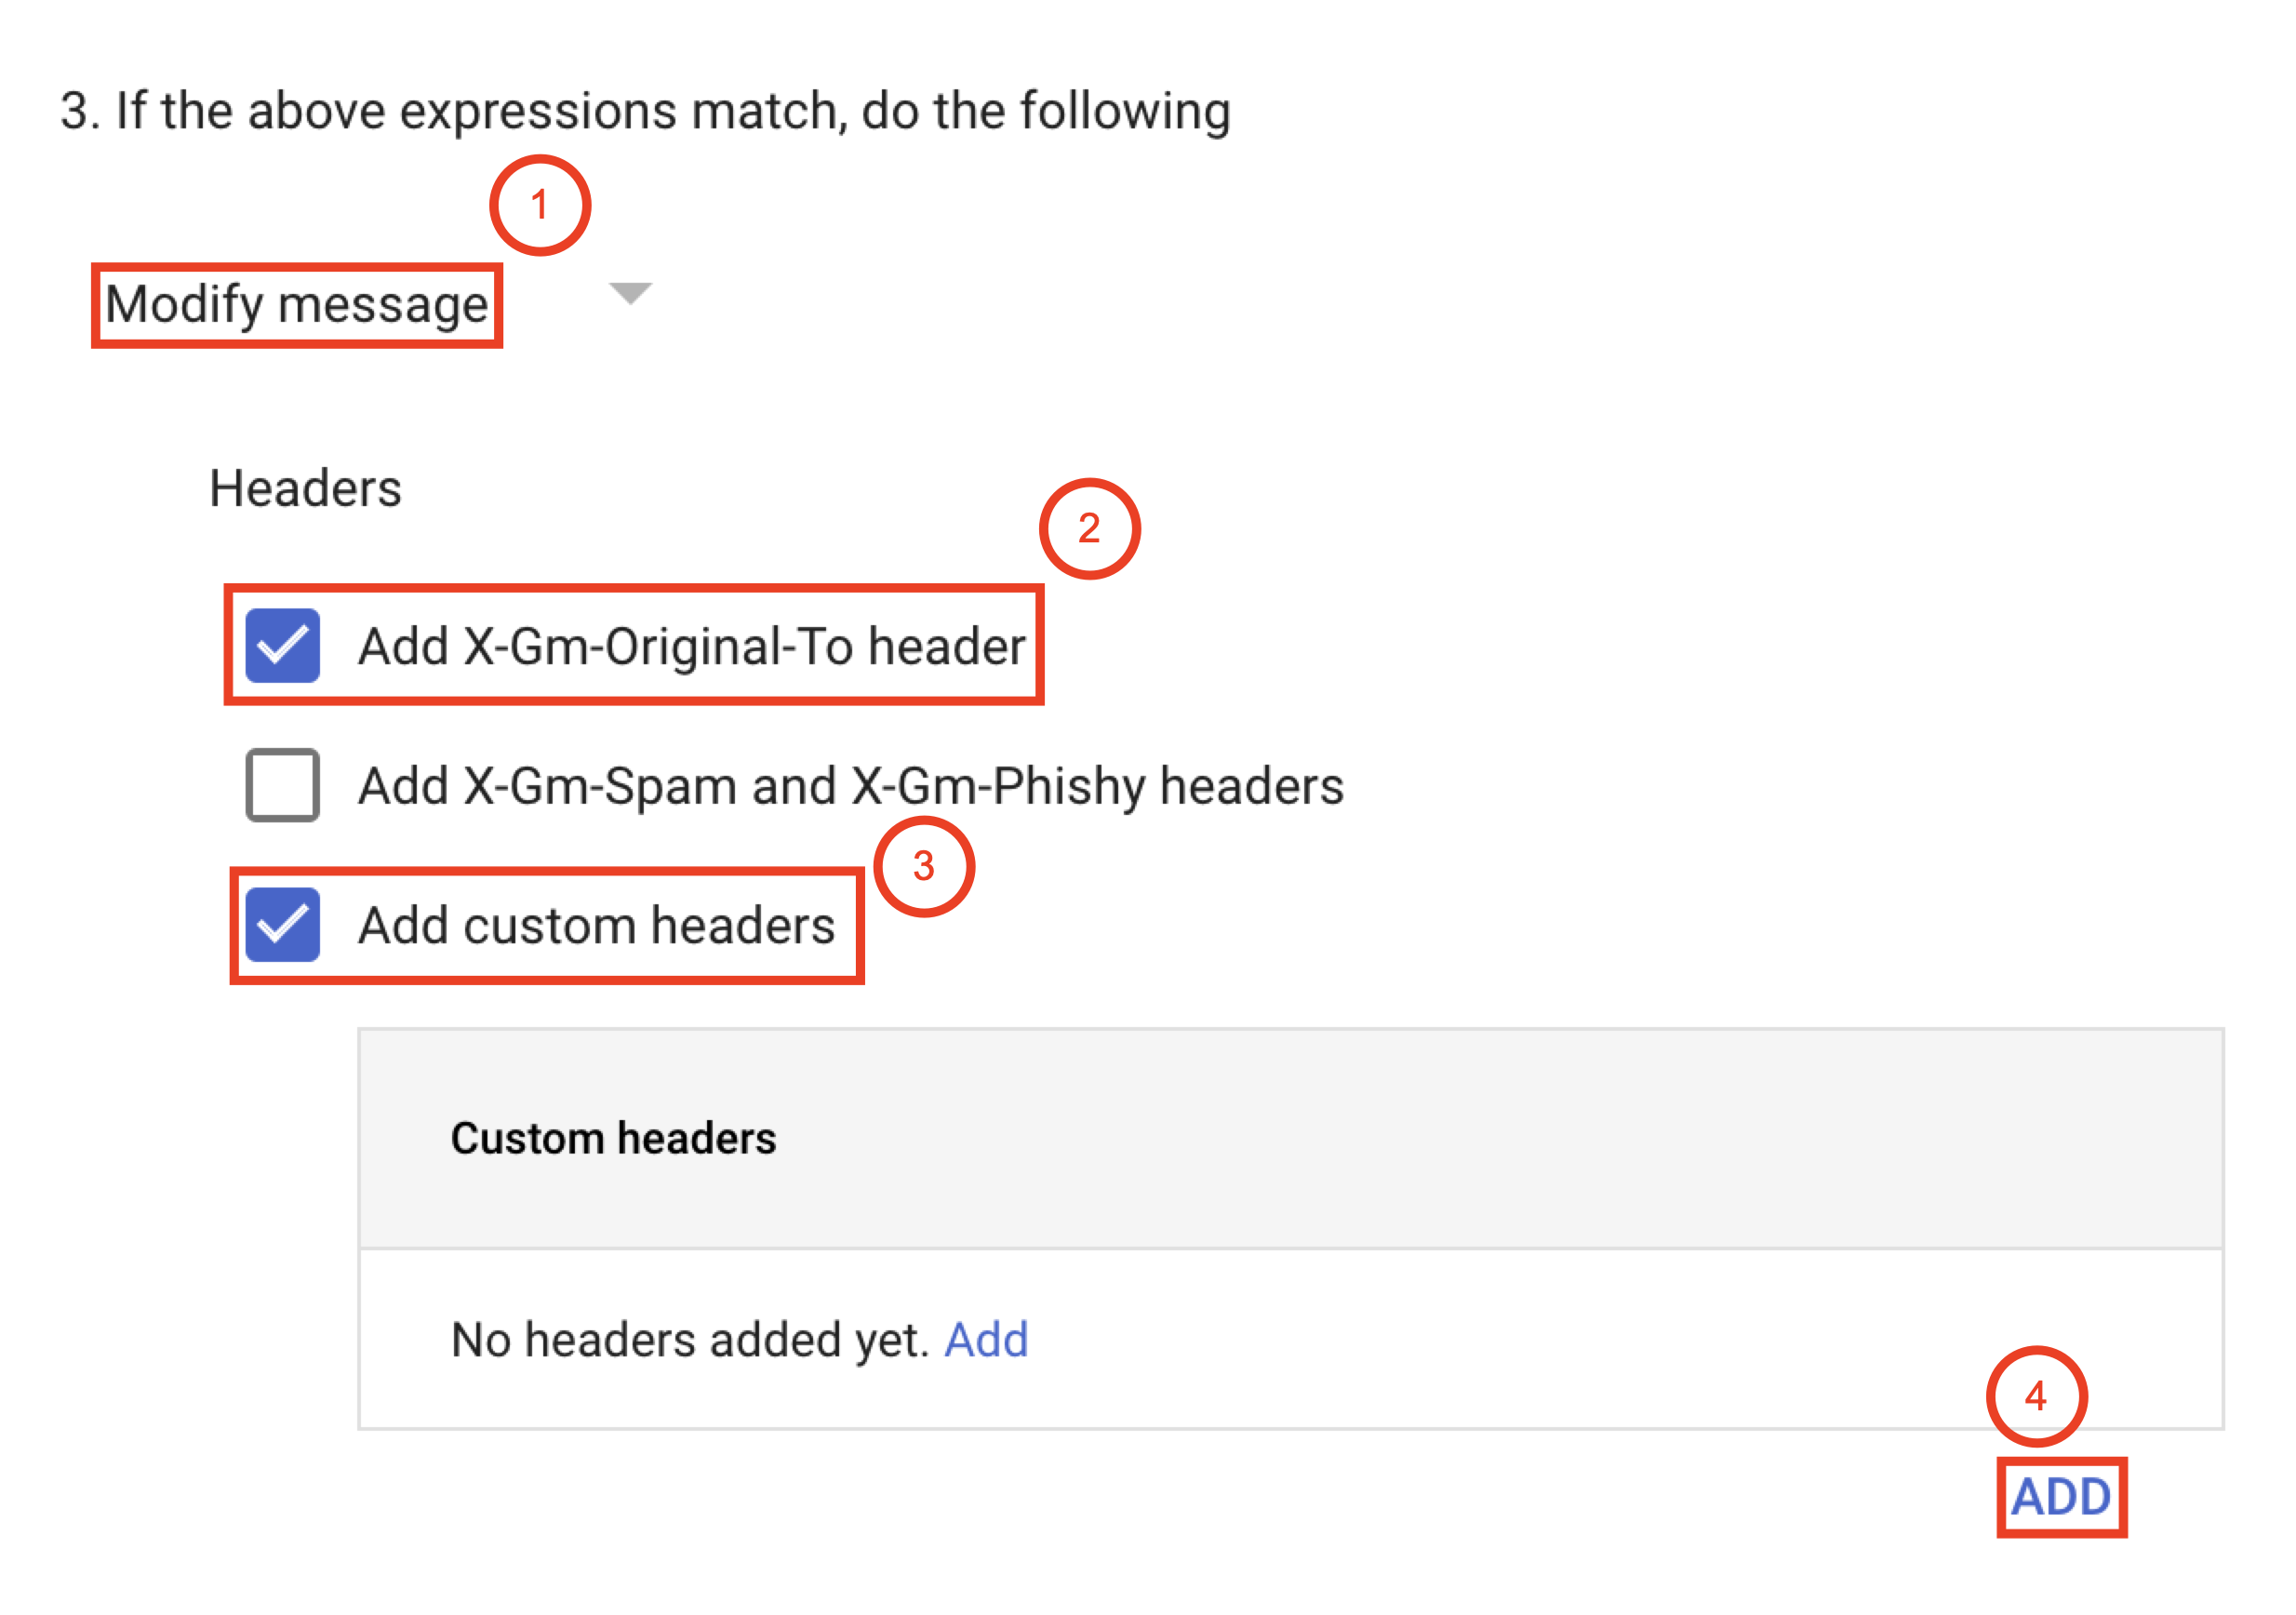 3. If the above expressions match, do the following
1
Modify message
Headers
2
Add X-Gm-Original-To header
Add X-Gm-Spam and X-Gm-Phishy headers
3
Add custom headers
Custom headers
No headers added yet. Add
4
ADD